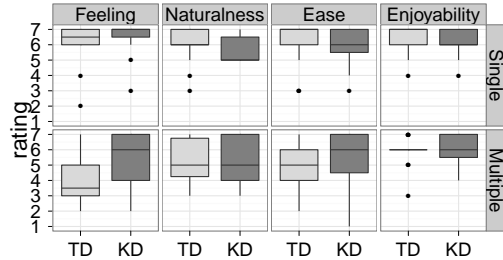 Feeling Naturalness Ease Enjoyability
7
6
5
4
3
2
1
Single
rating
7
6
5
4
3
2
1
Multiple
TD KD TD KD TD KD TD KD